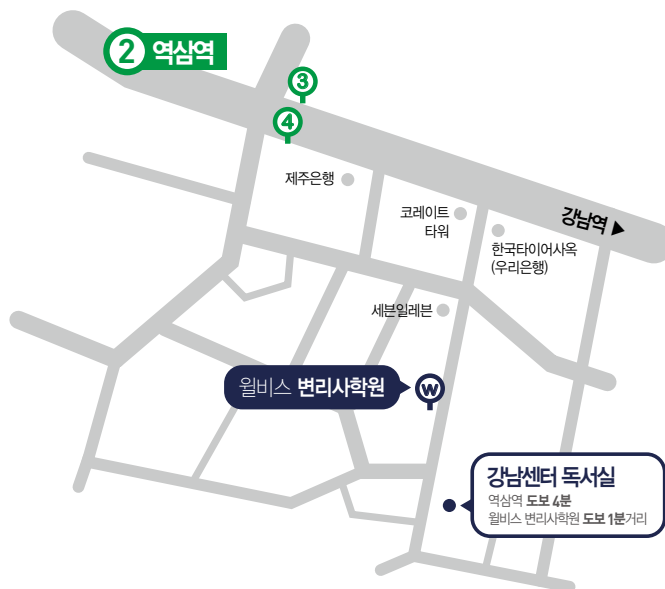 2 역삼역
3
4
제주은행
코레이트
타워
강남역 ▶
한국타이어사옥
(우리은행)
세븐일레븐
윌비스 변리사학원
W
강남센터 독서실
역삼역 도보 4분
윌비스 변리사학원 도보 1분거리